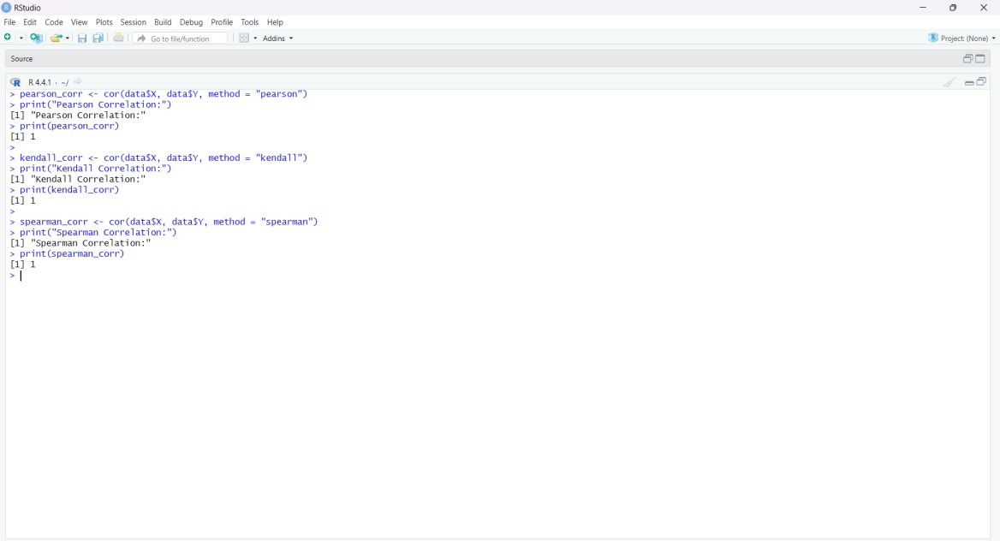 RStudio
File Edit Code View Plots Session Build Debug Profile Tools Help
Go to file/function Addins Project: (None)
Source
R 4.4.1 · ~/
> pearson_corr <- cor(data$X, data$Y, method = "pearson")
> print("Pearson Correlation:")
[1] "Pearson Correlation:"
> print(pearson_corr)
[1] 1
>
> kendall_corr <- cor(data$X, data$Y, method = "kendall")
> print("Kendall Correlation:")
[1] "Kendall Correlation:"
> print(kendall_corr)
[1] 1
>
> spearman_corr <- cor(data$X, data$Y, method = "spearman")
> print("Spearman Correlation:")
[1] "Spearman Correlation:"
> print(spearman_corr)
[1] 1
>